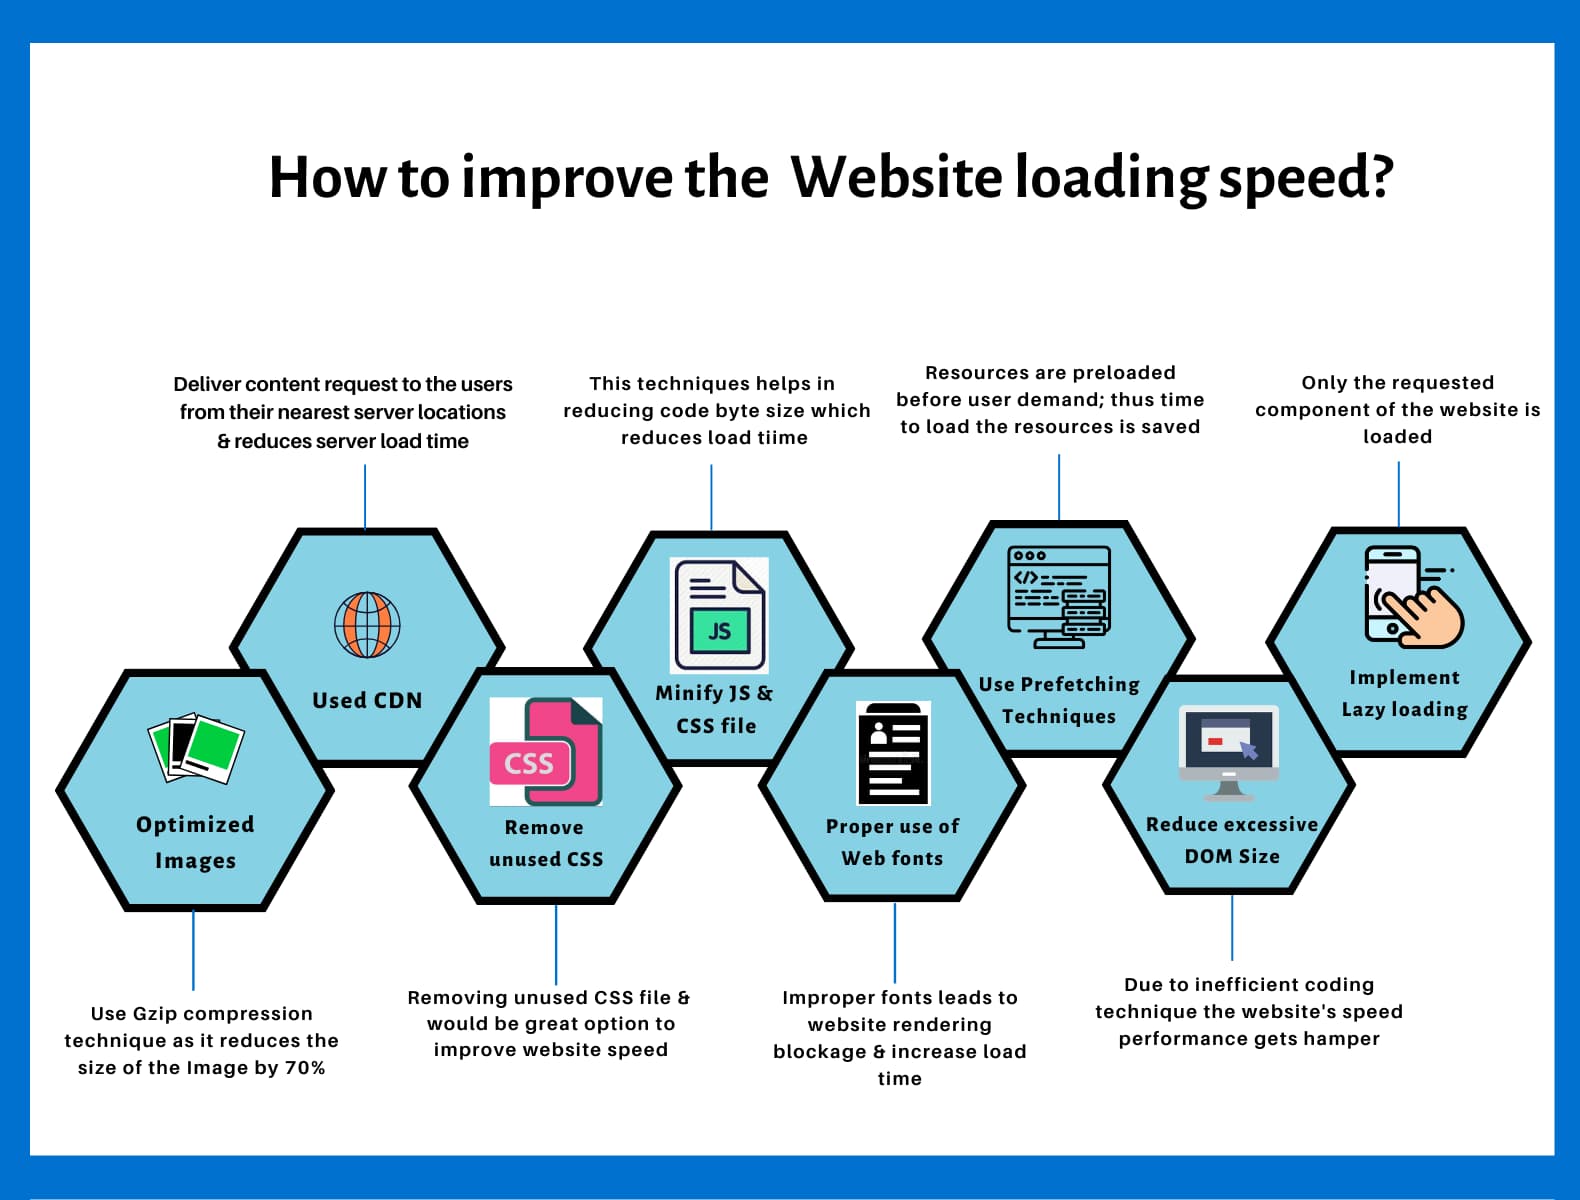 How to improve the Website loading speed?
Deliver content request to the users
from their nearest server locations
& reduces server load time
This techniques helps in
reducing code byte size which
reduces load tiime
Resources are preloaded
before user demand; thus time
to load the resources is saved
Only the requested
component of the website is
loaded
Used CDN
JS
Minify JS &
CSS file
</>
Use Prefetching
Techniques
Implement
Lazy loading
Optimized
Images
CSS
Remove
unused CSS
Proper use of
Web fonts
Reduce excessive
DOM Size
Use Gzip compression
technique as it reduces the
size of the Image by 70%
Removing unused CSS file &
would be great option to
improve website speed
Improper fonts leads to
website rendering
blockage & increase load
time
Due to inefficient coding
technique the website's speed
performance gets hamper